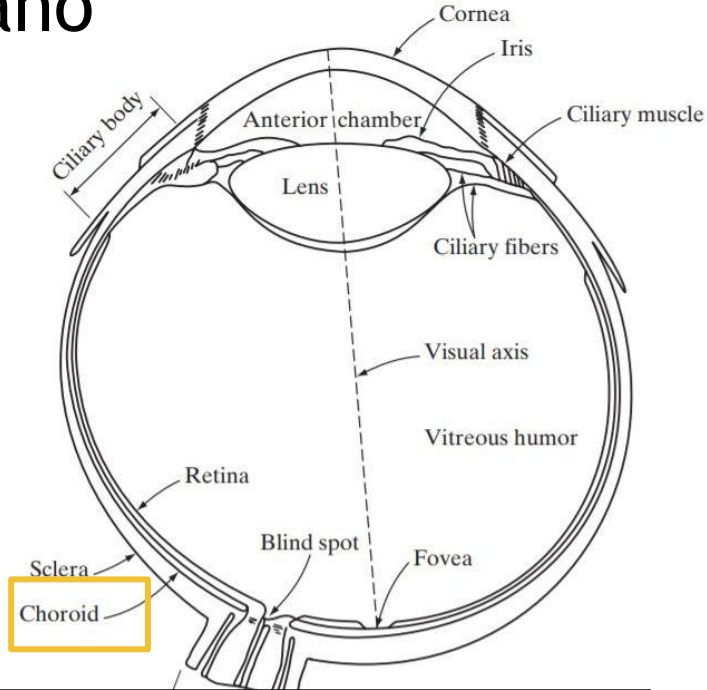 Cornea
Iris
Ciliary body
Anterior chamber
Ciliary muscle
Lens
Ciliary fibers
Visual axis
Vitreous humor
Retina
Blind spot
Fovea
Sclera
Choroid